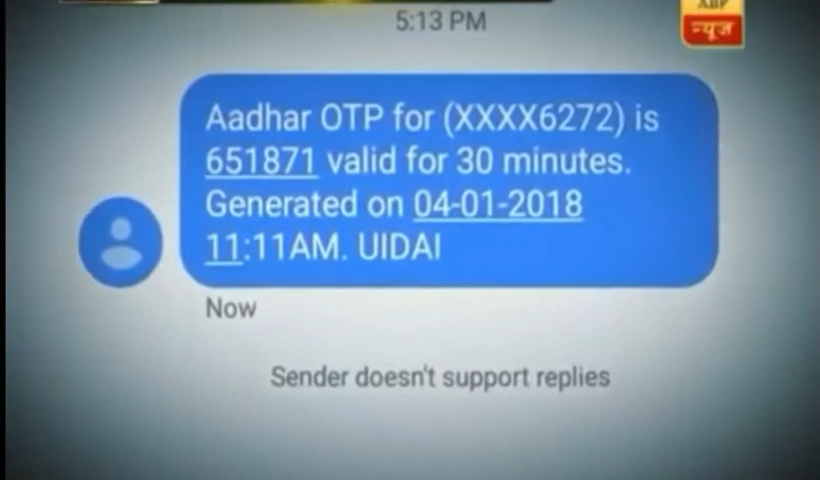 ABP
न्यूज़
5:13 PM
Aadhar OTP for (XXXX6272) is
651871 valid for 30 minutes.
Generated on 04-01-2018
11:11AM. UIDAI
Now
Sender doesn't support replies